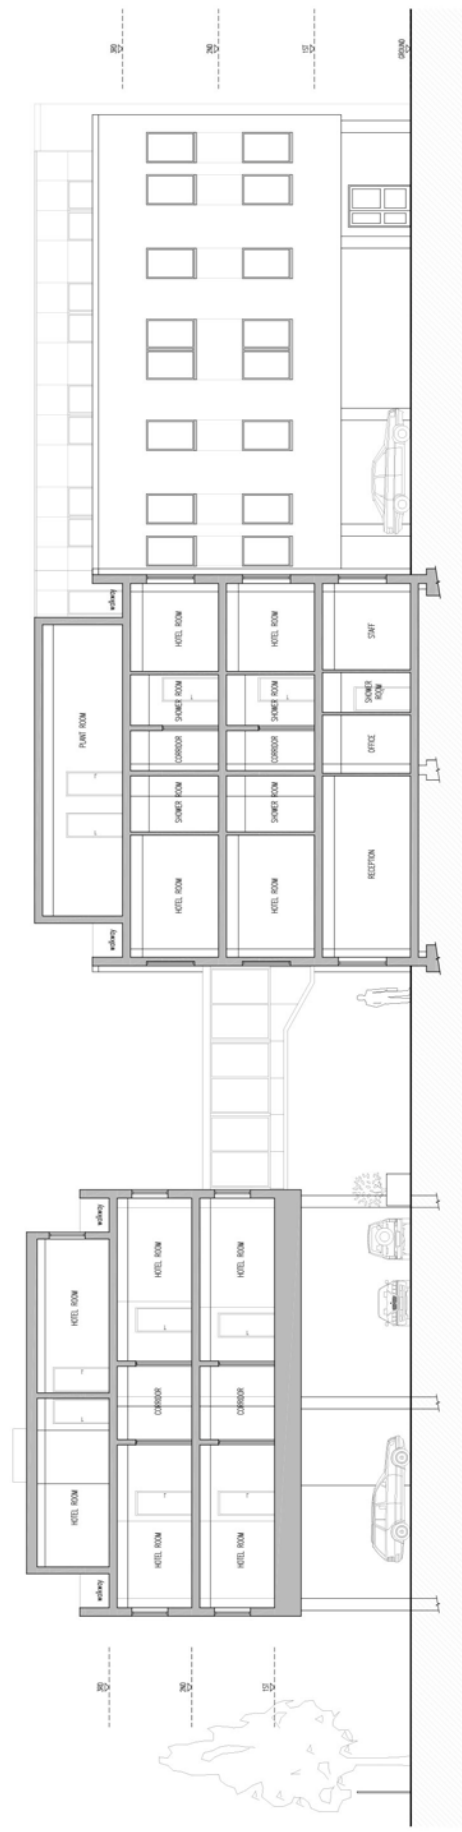 HOTEL ROOM
HOTEL ROOM
PLANT ROOM
3RD
walkway
walkway
walkway
walkway
3RD
HOTEL ROOM
CORRIDOR
HOTEL ROOM
HOTEL ROOM
SHOWER ROOM
CORRIDOR
SHOWER ROOM
HOTEL ROOM
2ND
2ND
HOTEL ROOM
CORRIDOR
HOTEL ROOM
HOTEL ROOM
SHOWER ROOM
CORRIDOR
SHOWER ROOM
HOTEL ROOM
1ST
1ST
RECEPTION
OFFICE
SHOWER
ROOM
STAFF
GROUND